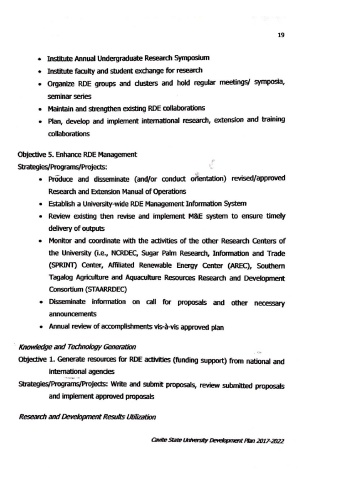 19
• Institute Annual Undergraduate Research Symposium
• Institute faculty and student exchange for research
• Organize RDE groups and clusters and hold regular meetings/ symposia,
seminar series
• Maintain and strengthen existing RDE collaborations
• Plan, develop and implement international research, extension and training
collaborations
Objective 5. Enhance RDE Management
Strategies/Programs/Projects:
• Produce and disseminate (and/or conduct orientation) revised/approved
Research and Extension Manual of Operations
• Establish a University-wide RDE Management Information System
• Review existing then revise and implement M&E system to ensure timely
delivery of outputs
• Monitor and coordinate with the activities of the other Research Centers of
the University (i.e., NCRDEC, Sugar Palm Research, Information and Trade
(SPRINT) Center, Affiliated Renewable Energy Center (AREC), Southern
Tagalog Agriculture and Aquaculture Resources Research and Development
Consortium (STAARRDEC)
• Disseminate information on call for proposals and other necessary
announcements
• Annual review of accomplishments vis-à-vis approved plan
Knowledge and Technology Generation
Objective 1. Generate resources for RDE activities (funding support) from national and
international agencies
Strategies/Programs/Projects: Write and submit proposals, review submitted proposals
and implement approved proposals
Research and Development Results Utilization
Cavite State University Development Plan 2017-2022